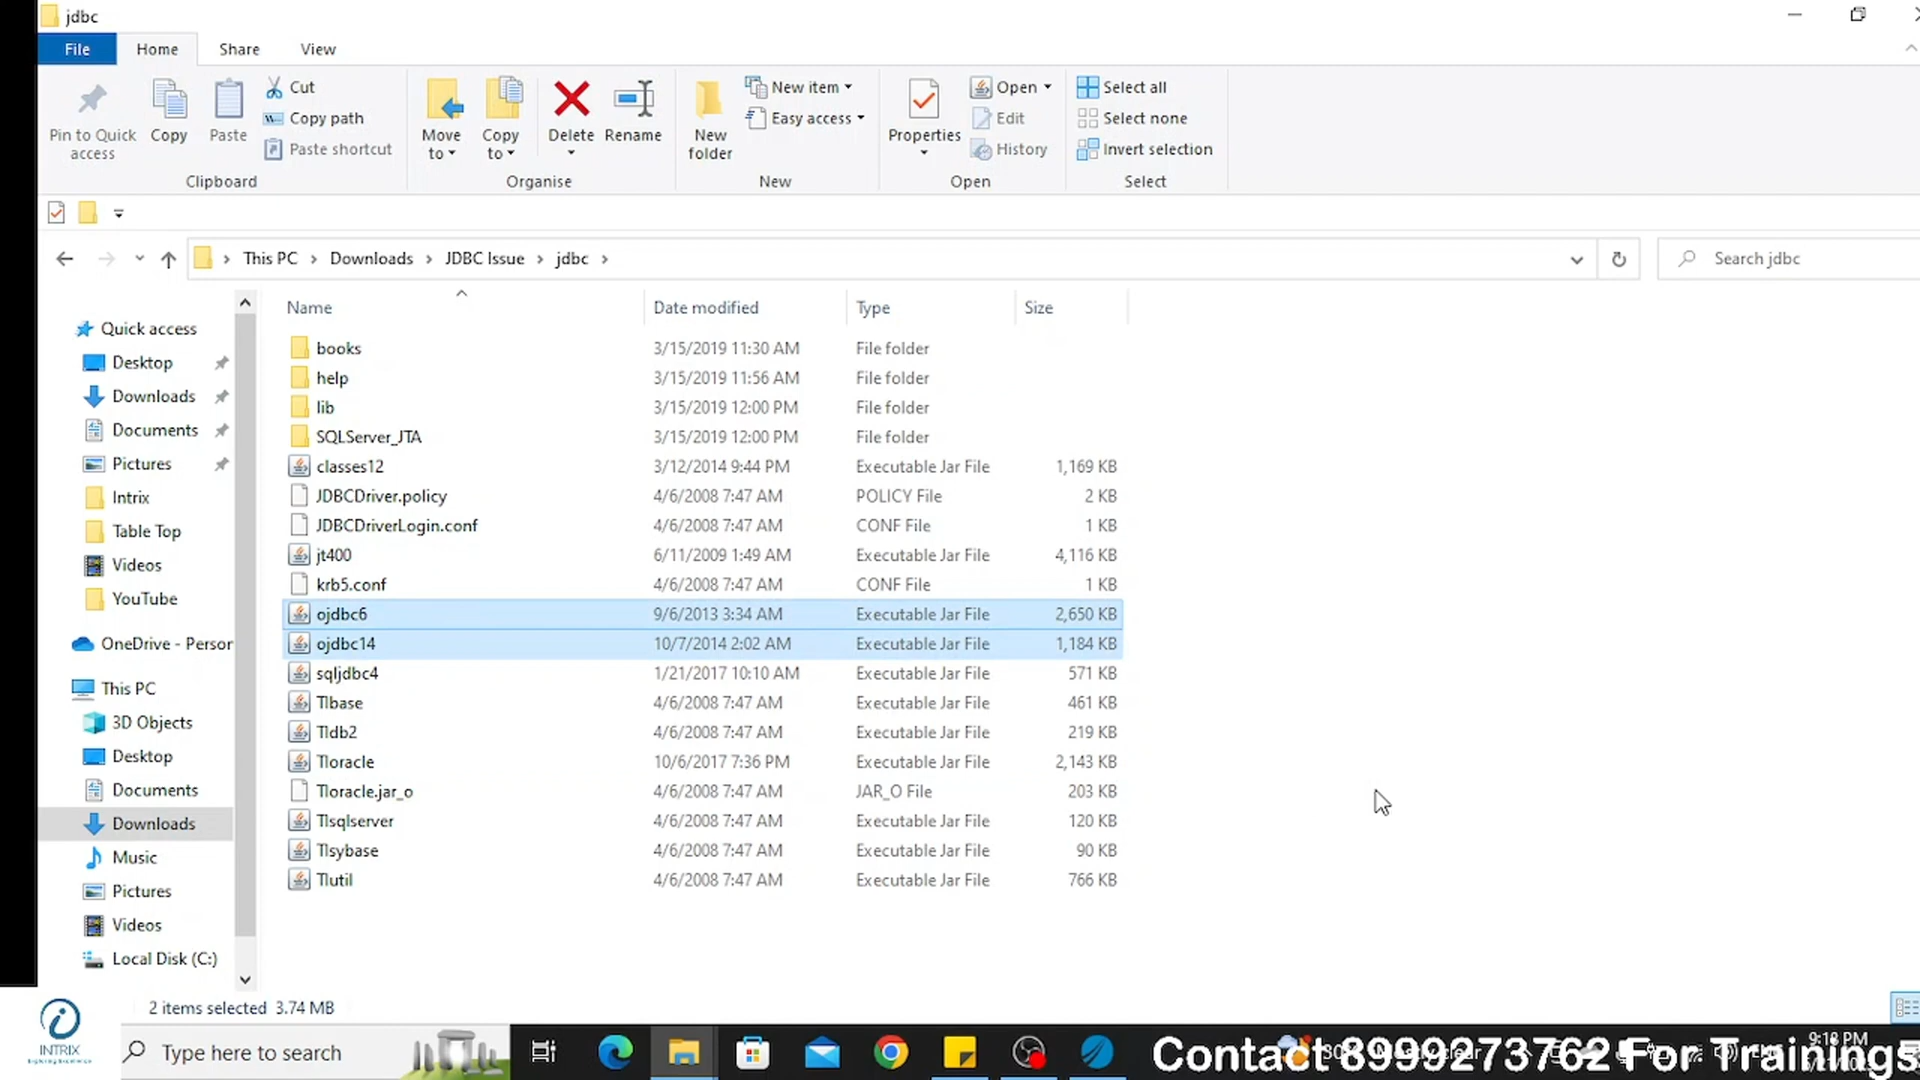 jdbc
File Home Share View
Pin to Quick access
Copy
Paste
Cut
Copy path
Paste shortcut
Clipboard
Move to
Copy to
Delete
Rename
Organise
New folder
New item
Easy access
New
Properties
Open
Edit
History
Open
Select all
Select none
Invert selection
Select
This PC > Downloads > JDBC Issue > jdbc >
Search jdbc
Quick access
Desktop
Downloads
Documents
Pictures
Intrix
Table Top
Videos
YouTube
OneDrive - Person
This PC
3D Objects
Desktop
Documents
Downloads
Music
Pictures
Videos
Local Disk (C:)
Name Date modified Type Size
books 3/15/2019 11:30 AM File folder
help 3/15/2019 11:56 AM File folder
lib 3/15/2019 12:00 PM File folder
SQLServer_JTA 3/15/2019 12:00 PM File folder
classes12 3/12/2014 9:44 PM Executable Jar File 1,169 KB
JDBCDriver.policy 4/6/2008 7:47 AM POLICY File 2 KB
JDBCDriverLogin.conf 4/6/2008 7:47 AM CONF File 1 KB
jt400 6/11/2009 1:49 AM Executable Jar File 4,116 KB
krb5.conf 4/6/2008 7:47 AM CONF File 1 KB
ojdbc6 9/6/2013 3:34 AM Executable Jar File 2,650 KB
ojdbc14 10/7/2014 2:02 AM Executable Jar File 1,184 KB
sqljdbc4 1/21/2017 10:10 AM Executable Jar File 571 KB
Tlbase 4/6/2008 7:47 AM Executable Jar File 461 KB
Tldb2 4/6/2008 7:47 AM Executable Jar File 219 KB
Tloracle 10/6/2017 7:36 PM Executable Jar File 2,143 KB
Tloracle.jar_o 4/6/2008 7:47 AM JAR_O File 203 KB
Tlsqlserver 4/6/2008 7:47 AM Executable Jar File 120 KB
Tlsybase 4/6/2008 7:47 AM Executable Jar File 90 KB
Tlutil 4/6/2008 7:47 AM Executable Jar File 766 KB
2 items selected 3.74 MB
INTRIX
Type here to search
Contact 8999273762 For Trainings
9:18 PM